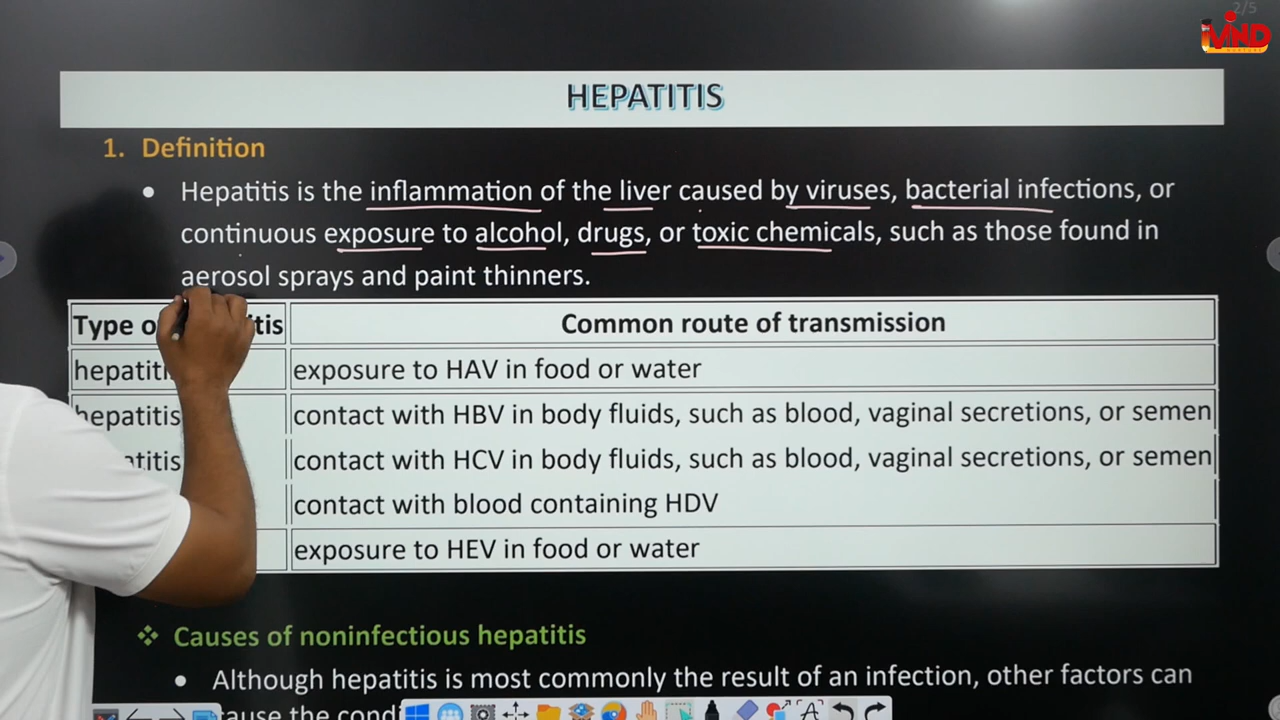 2/5
MIND
HEPATITIS
1. Definition
• Hepatitis is the inflammation of the liver caused by viruses, bacterial infections, or
continuous exposure to alcohol, drugs, or toxic chemicals, such as those found in
aerosol sprays and paint thinners.
Type o tis Common route of transmission
hepatiti exposure to HAV in food or water
hepatitis contact with HBV in body fluids, such as blood, vaginal secretions, or semen
atitis contact with HCV in body fluids, such as blood, vaginal secretions, or semen
contact with blood containing HDV
exposure to HEV in food or water
❖ Causes of noninfectious hepatitis
• Although hepatitis is most commonly the result of an infection, other factors can
ause the condi